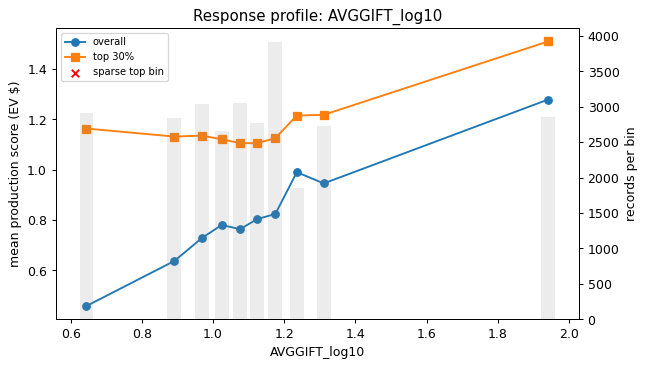 Response profile: AVGGIFT_log10
overall
top 30%
sparse top bin
mean production score (EV $)
1.4
1.2
1.0
0.8
0.6
4000
3500
3000
2500
2000
1500
1000
500
0
records per bin
0.6 0.8 1.0 1.2 1.4 1.6 1.8 2.0
AVGGIFT_log10